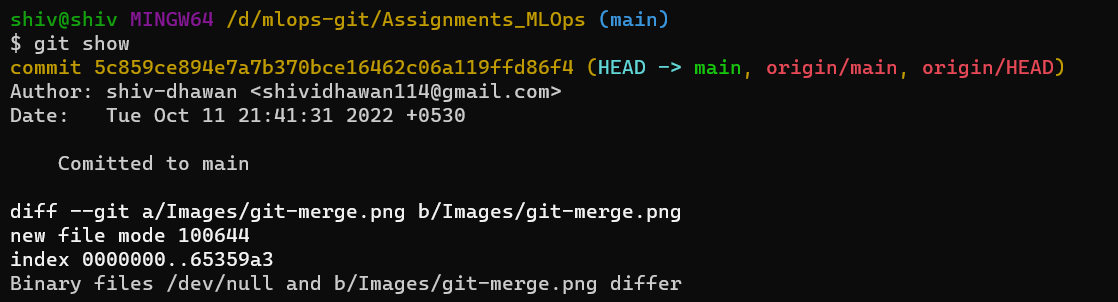 shiv@shiv MINGW64 /d/mlops-git/Assignments_MLOps (main)
$ git show
commit 5c859ce894e7a7b370bce16462c06a119ffd86f4 (HEAD -> main, origin/main, origin/HEAD)
Author: shiv-dhawan <shividhawan114@gmail.com>
Date:   Tue Oct 11 21:41:31 2022 +0530
    Comitted to main
diff --git a/Images/git-merge.png b/Images/git-merge.png
new file mode 100644
index 0000000..65359a3
Binary files /dev/null and b/Images/git-merge.png differ